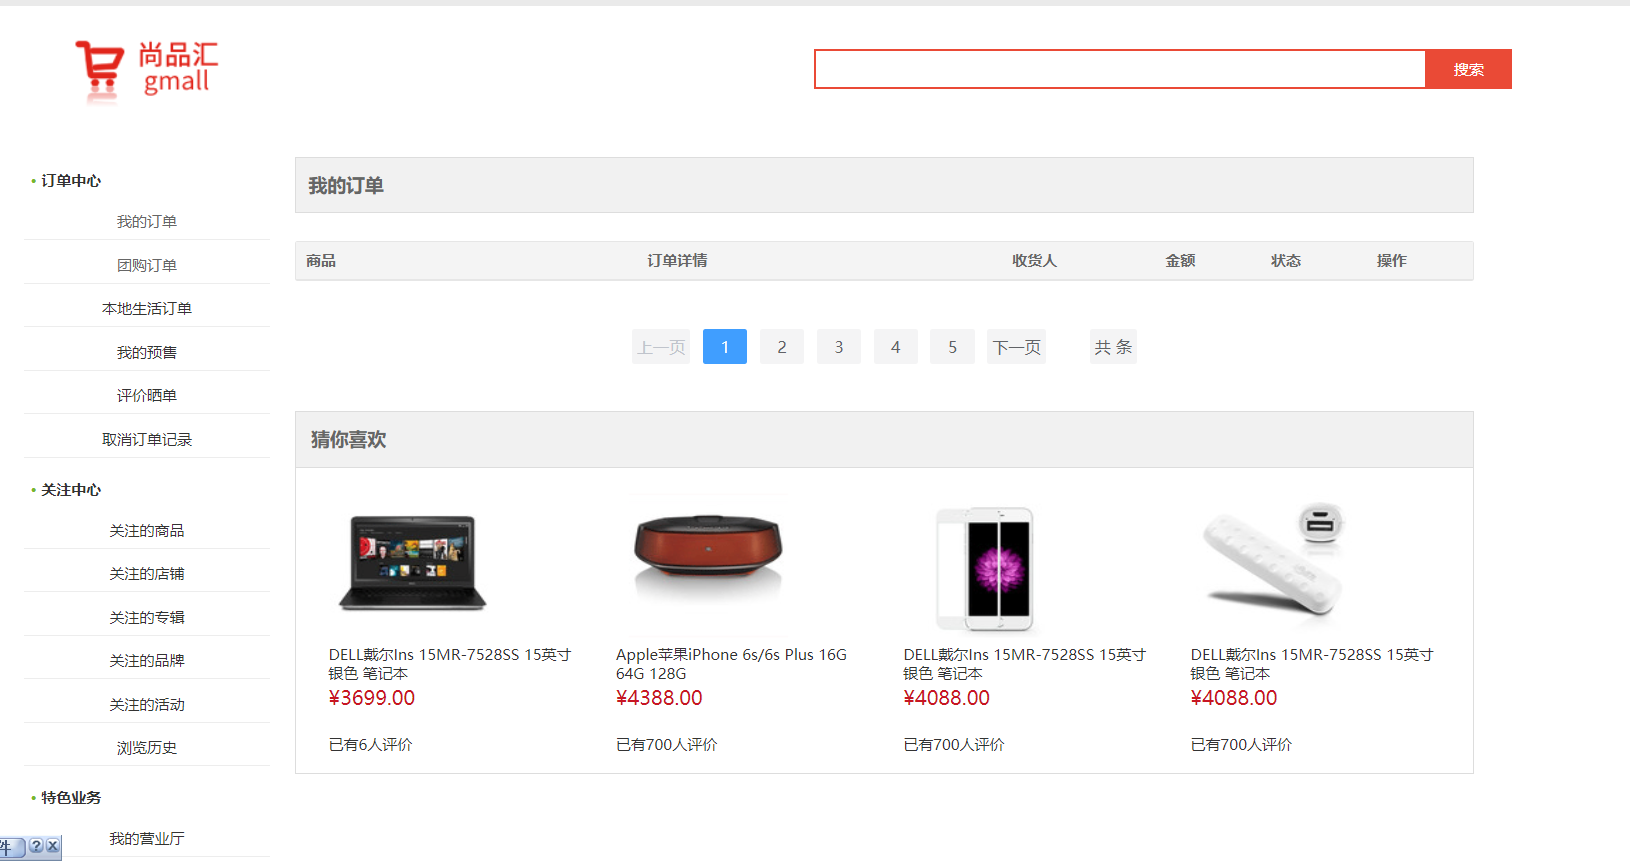 尚品汇
gmall
搜索
订单中心
我的订单
团购订单
本地生活订单
我的预售
评价晒单
取消订单记录
关注中心
关注的商品
关注的店铺
关注的专辑
关注的品牌
关注的活动
浏览历史
特色业务
我的营业厅
件 ? X
我的订单
商品 订单详情 收货人 金额 状态 操作
上一页 1 2 3 4 5 下一页 共 条
猜你喜欢
DELL戴尔Ins 15MR-7528SS 15英寸
银色 笔记本
¥3699.00
已有6人评价
Apple苹果iPhone 6s/6s Plus 16G
64G 128G
¥4388.00
已有700人评价
DELL戴尔Ins 15MR-7528SS 15英寸
银色 笔记本
¥4088.00
已有700人评价
DELL戴尔Ins 15MR-7528SS 15英寸
银色 笔记本
¥4088.00
已有700人评价